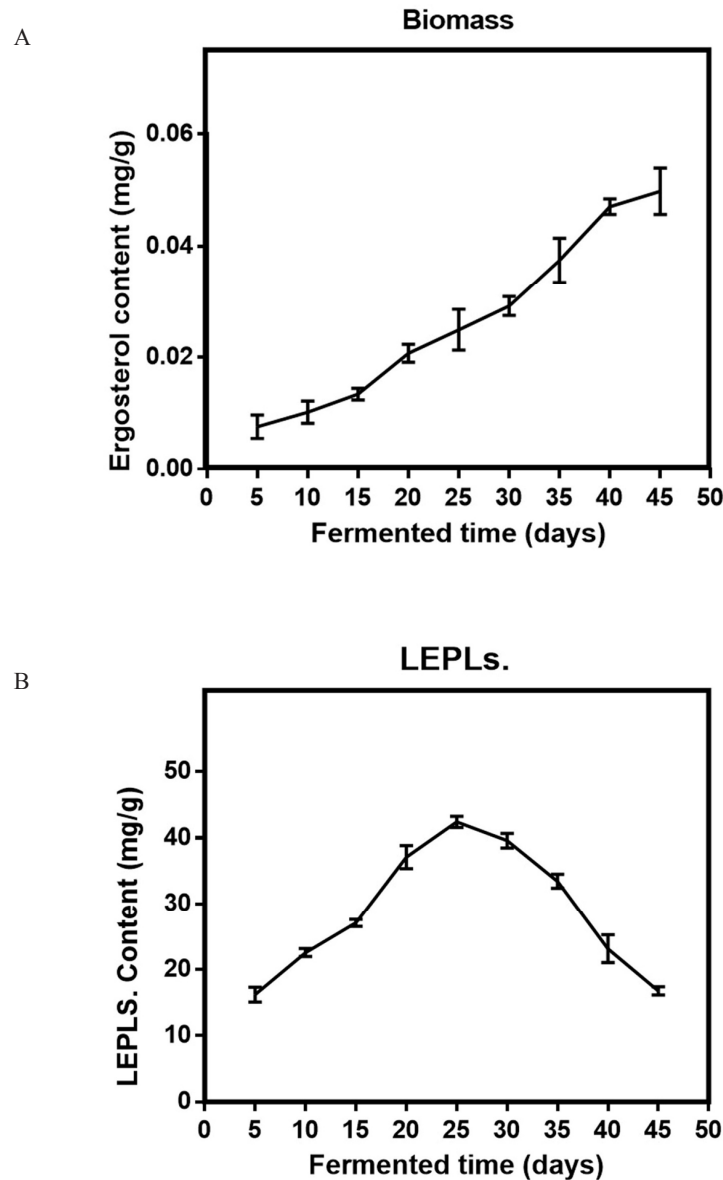 A
Biomass
Ergosterol content (mg/g)
0.06
0.04
0.02
0.00
0 5 10 15 20 25 30 35 40 45 50
Fermented time (days)
B
LEPLs.
LEPLS. Content (mg/g)
50
40
30
20
10
0
0 5 10 15 20 25 30 35 40 45 50
Fermented time (days)